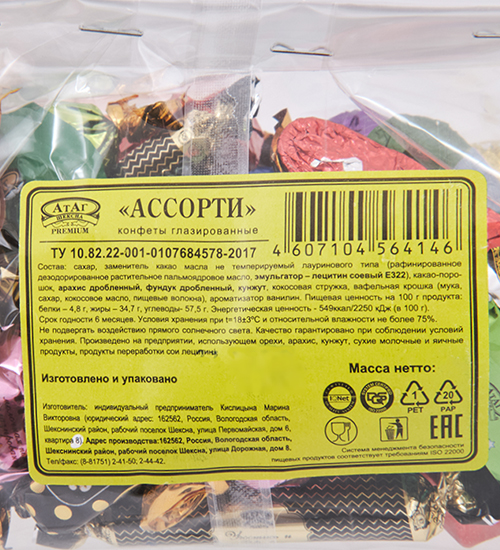 АтАг
ШЕКСНА
PREMIUM
«АССОРТИ»
конфеты глазированные
ТУ 10.82.22-001-0107684578-2017
4 607104 564146
Состав: сахар, заменитель какао масла не темперируемый лауринового типа (рафинированное
дезодорированное растительное пальмоядровое масло, эмульгатор – лецитин соевый Е322), какао-поро-
шок, арахис дробленный, фундук дробленный, кунжут, кокосовая стружка, вафельная крошка (мука,
сахар, кокосовое масло, пищевые волокна), ароматизатор ванилин. Пищевая ценность на 100 г продукта:
белки – 4,8 г, жиры – 34,7 г, углеводы- 57,5 г. Энергетическая ценность - 549ккал/2250 кДж (в 100 г.)
Срок годности 6 месяцев. Условия хранения при t=18±3°С и относительной влажности не более 75%.
Не подвергать воздействию прямого солнечного света. Качество гарантировано при соблюдении условий
хранения. Произведено на предприятии, использующем орехи, арахис, кунжут, сухие молочные и яичные
продукты, продукты переработки сои лецитин
Масса нетто:
Изготовлено и упаковано
Изготовитель: индивидуальный предприниматель Кислицына Марина
Викторовна (юридический адрес: 162562, Россия, Вологодская область,
Шекснинский район, рабочий поселок Шексна, улица Первомайская, дом 6,
квартира 8). Адрес производства: 162562, Россия, Вологодская область,
Шекснинский район, рабочий поселок Шексна, улица Дорожная, дом 8.
Тел/факс: (8-81751) 2-41-50; 2-44-42.
1
PET
20
PAP
EAC
Система менеджмента безопасности
пищевых продуктов соответствует требованиям ISO 22000